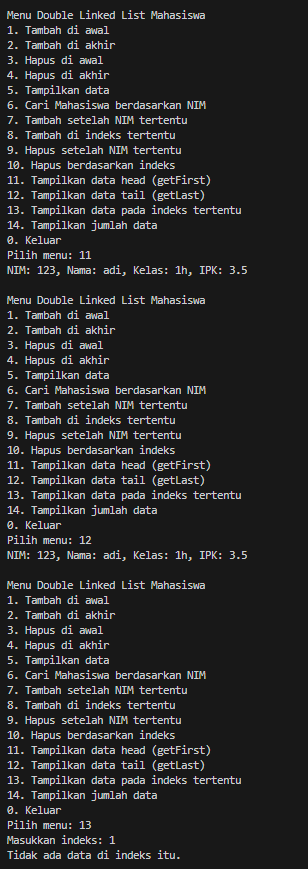 Menu Double Linked List Mahasiswa
1. Tambah di awal
2. Tambah di akhir
3. Hapus di awal
4. Hapus di akhir
5. Tampilkan data
6. Cari Mahasiswa berdasarkan NIM
7. Tambah setelah NIM tertentu
8. Tambah di indeks tertentu
9. Hapus setelah NIM tertentu
10. Hapus berdasarkan indeks
11. Tampilkan data head (getFirst)
12. Tampilkan data tail (getLast)
13. Tampilkan data pada indeks tertentu
14. Tampilkan jumlah data
0. Keluar
Pilih menu: 11
NIM: 123, Nama: adi, Kelas: 1h, IPK: 3.5

Menu Double Linked List Mahasiswa
1. Tambah di awal
2. Tambah di akhir
3. Hapus di awal
4. Hapus di akhir
5. Tampilkan data
6. Cari Mahasiswa berdasarkan NIM
7. Tambah setelah NIM tertentu
8. Tambah di indeks tertentu
9. Hapus setelah NIM tertentu
10. Hapus berdasarkan indeks
11. Tampilkan data head (getFirst)
12. Tampilkan data tail (getLast)
13. Tampilkan data pada indeks tertentu
14. Tampilkan jumlah data
0. Keluar
Pilih menu: 12
NIM: 123, Nama: adi, Kelas: 1h, IPK: 3.5

Menu Double Linked List Mahasiswa
1. Tambah di awal
2. Tambah di akhir
3. Hapus di awal
4. Hapus di akhir
5. Tampilkan data
6. Cari Mahasiswa berdasarkan NIM
7. Tambah setelah NIM tertentu
8. Tambah di indeks tertentu
9. Hapus setelah NIM tertentu
10. Hapus berdasarkan indeks
11. Tampilkan data head (getFirst)
12. Tampilkan data tail (getLast)
13. Tampilkan data pada indeks tertentu
14. Tampilkan jumlah data
0. Keluar
Pilih menu: 13
Masukkan indeks: 1
Tidak ada data di indeks itu.